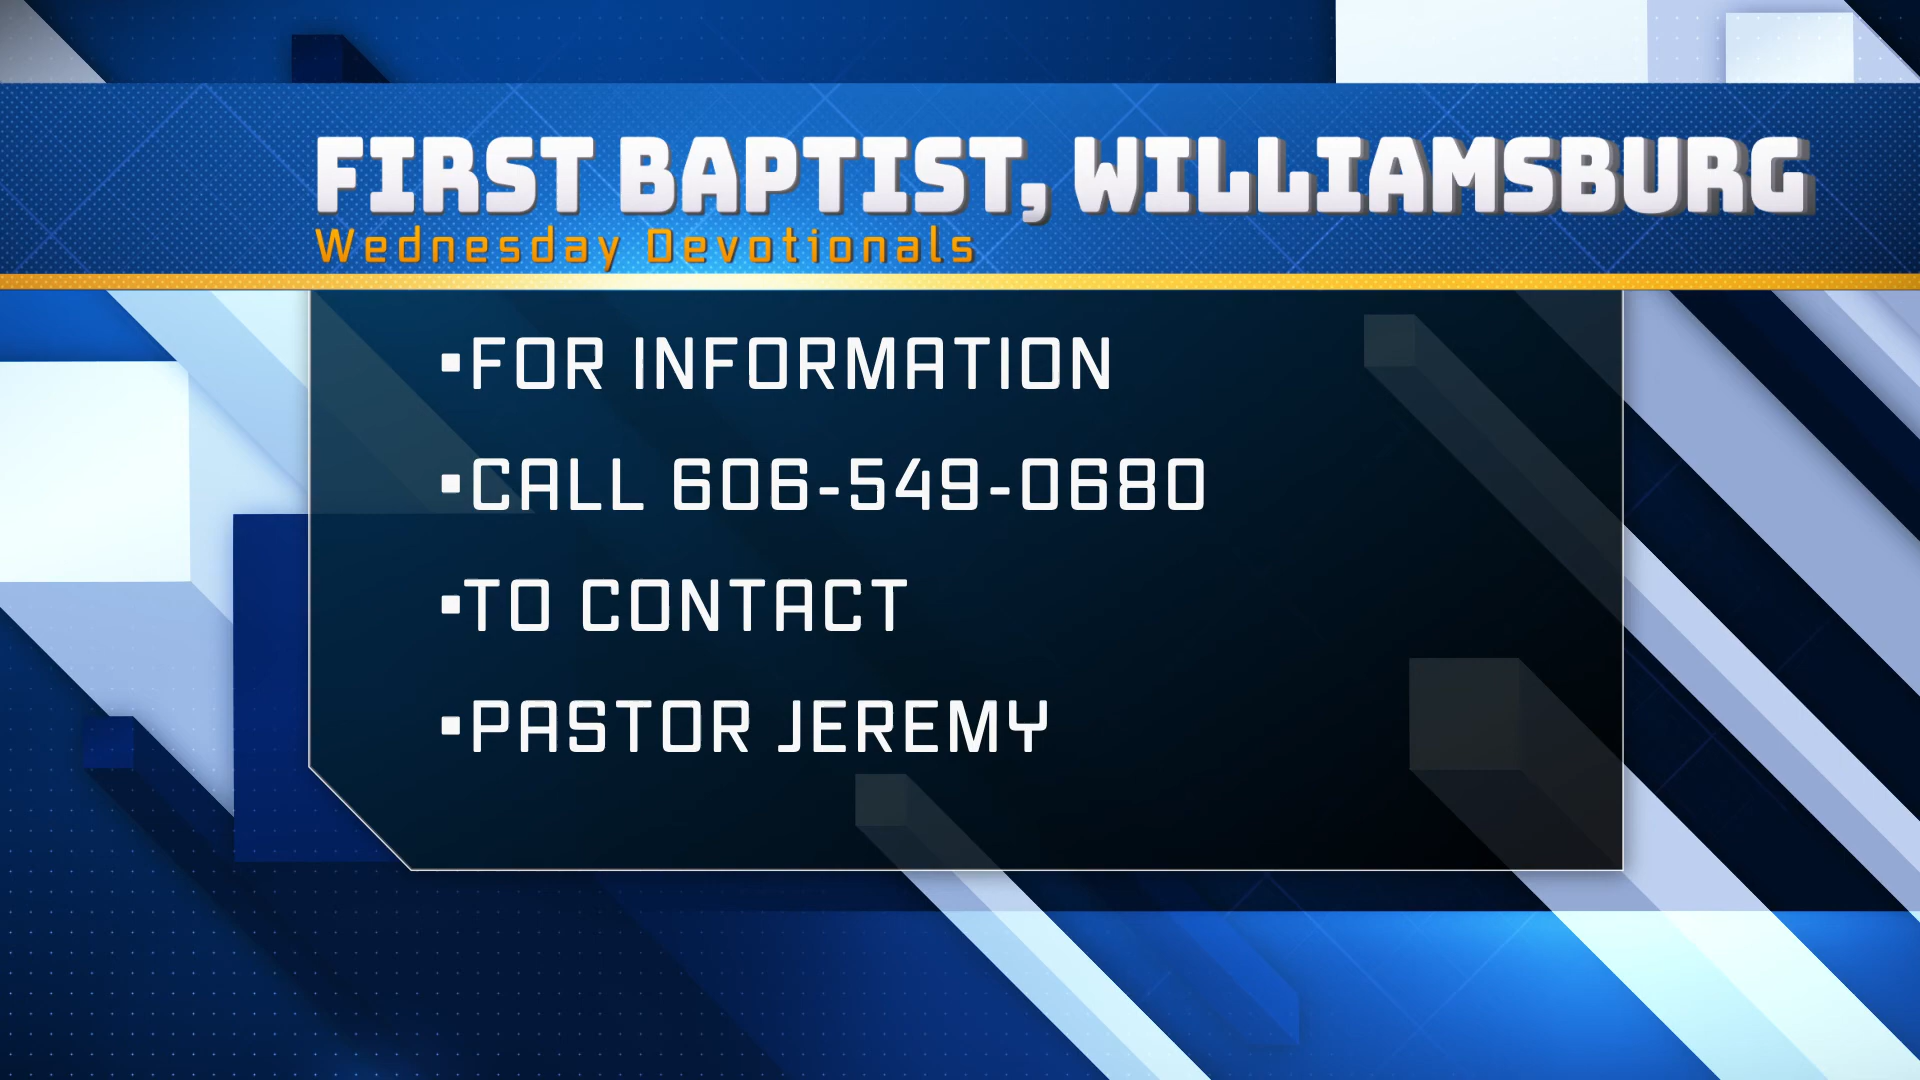 FIRST BAPTIST, WILLIAMSBURG
Wednesday Devotionals
▪FOR INFORMATION
▪CALL 606-549-0680
▪TO CONTACT
▪PASTOR JEREMY